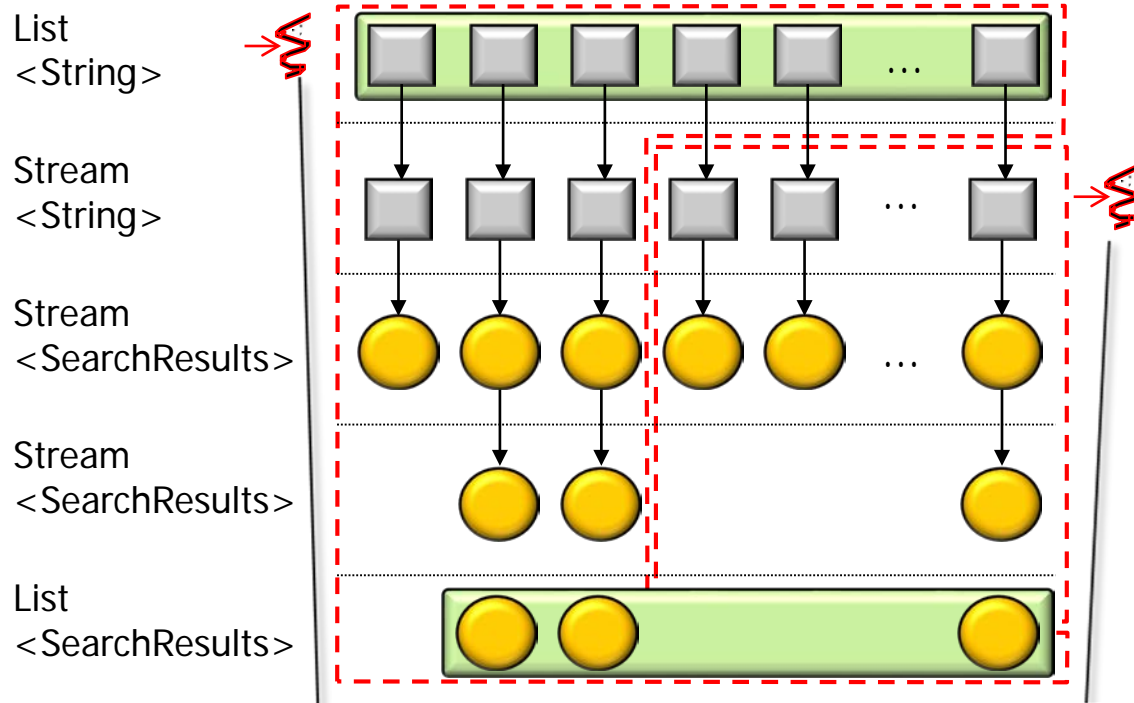 List
<String>
...
Stream
<String>
...
Stream
<SearchResults>
...
Stream
<SearchResults>
List
<SearchResults>